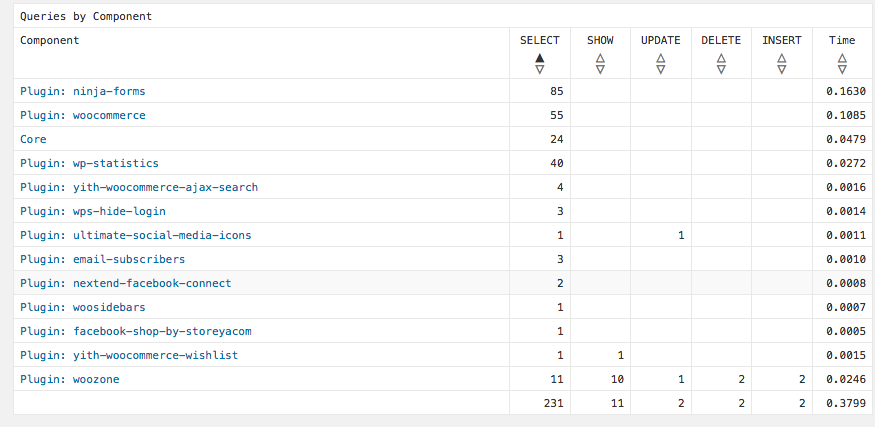 Queries by Component
Component SELECT SHOW UPDATE DELETE INSERT Time
Plugin: ninja-forms 85 0.1630
Plugin: woocommerce 55 0.1085
Core 24 0.0479
Plugin: wp-statistics 40 0.0272
Plugin: yith-woocommerce-ajax-search 4 0.0016
Plugin: wps-hide-login 3 0.0014
Plugin: ultimate-social-media-icons 1 1 0.0011
Plugin: email-subscribers 3 0.0010
Plugin: nextend-facebook-connect 2 0.0008
Plugin: woosidebars 1 0.0007
Plugin: facebook-shop-by-storeyacom 1 0.0005
Plugin: yith-woocommerce-wishlist 1 1 0.0015
Plugin: woozone 11 10 1 2 2 0.0246
231 11 2 2 2 0.3799